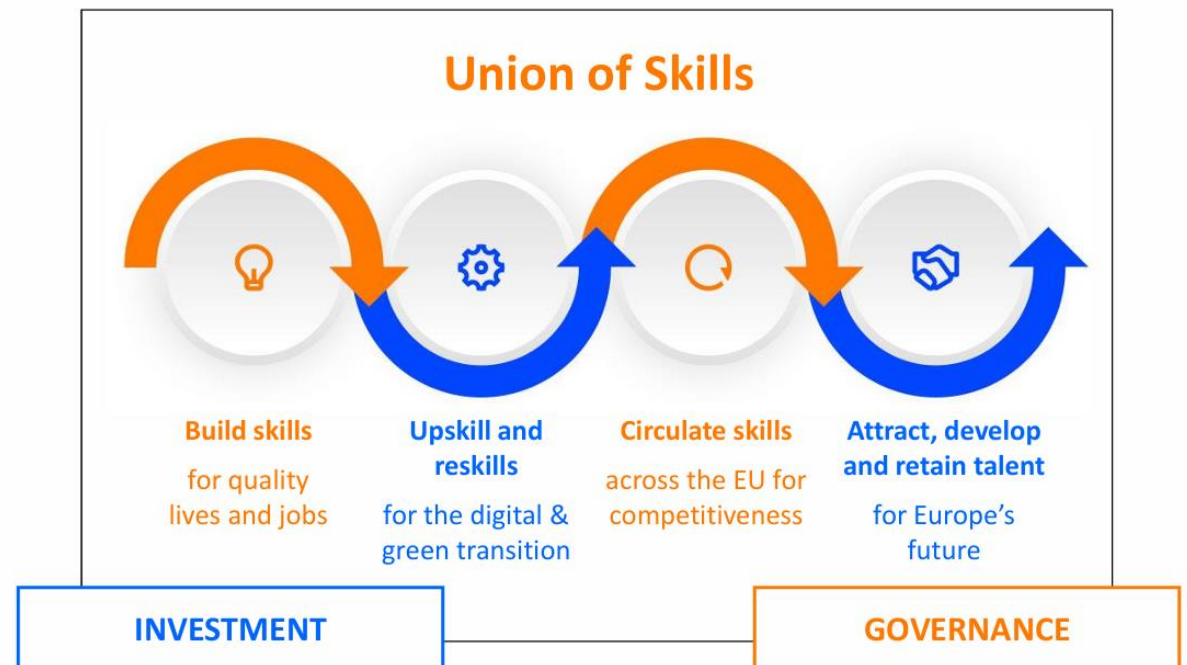 Union of Skills
Build skills
for quality
lives and jobs
Upskill and
reskills
for the digital &
green transition
Circulate skills
across the EU for
competitiveness
Attract, develop
and retain talent
for Europe's
future
INVESTMENT
GOVERNANCE